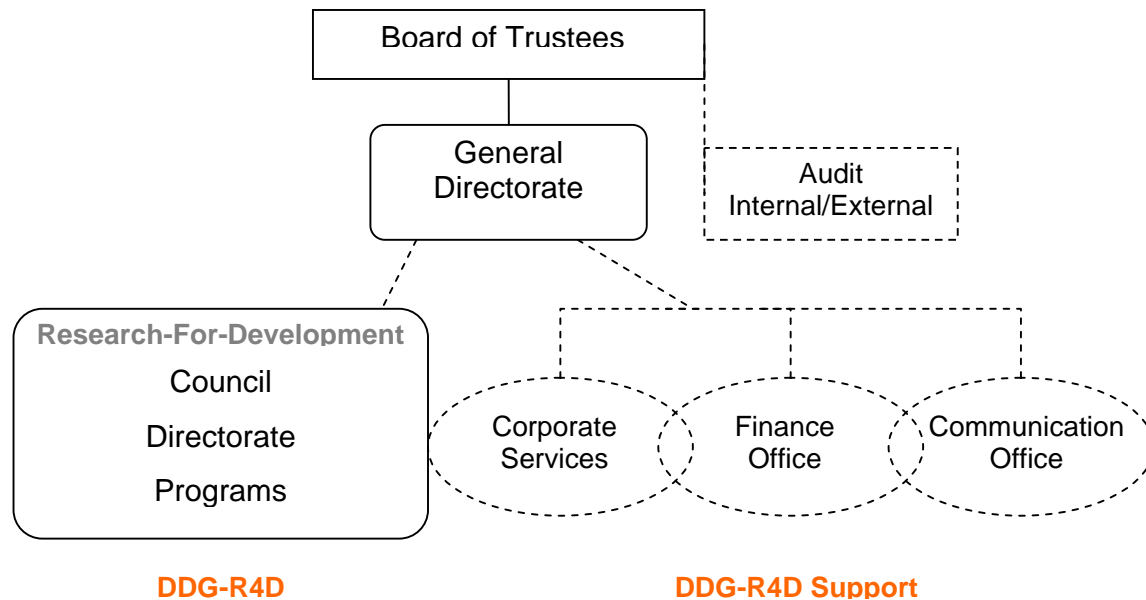 Board of Trustees
General
Directorate
Audit
Internal/External
Research-For-Development
Council
Directorate
Programs
Corporate
Services
Finance
Office
Communication
Office
DDG-R4D
DDG-R4D Support